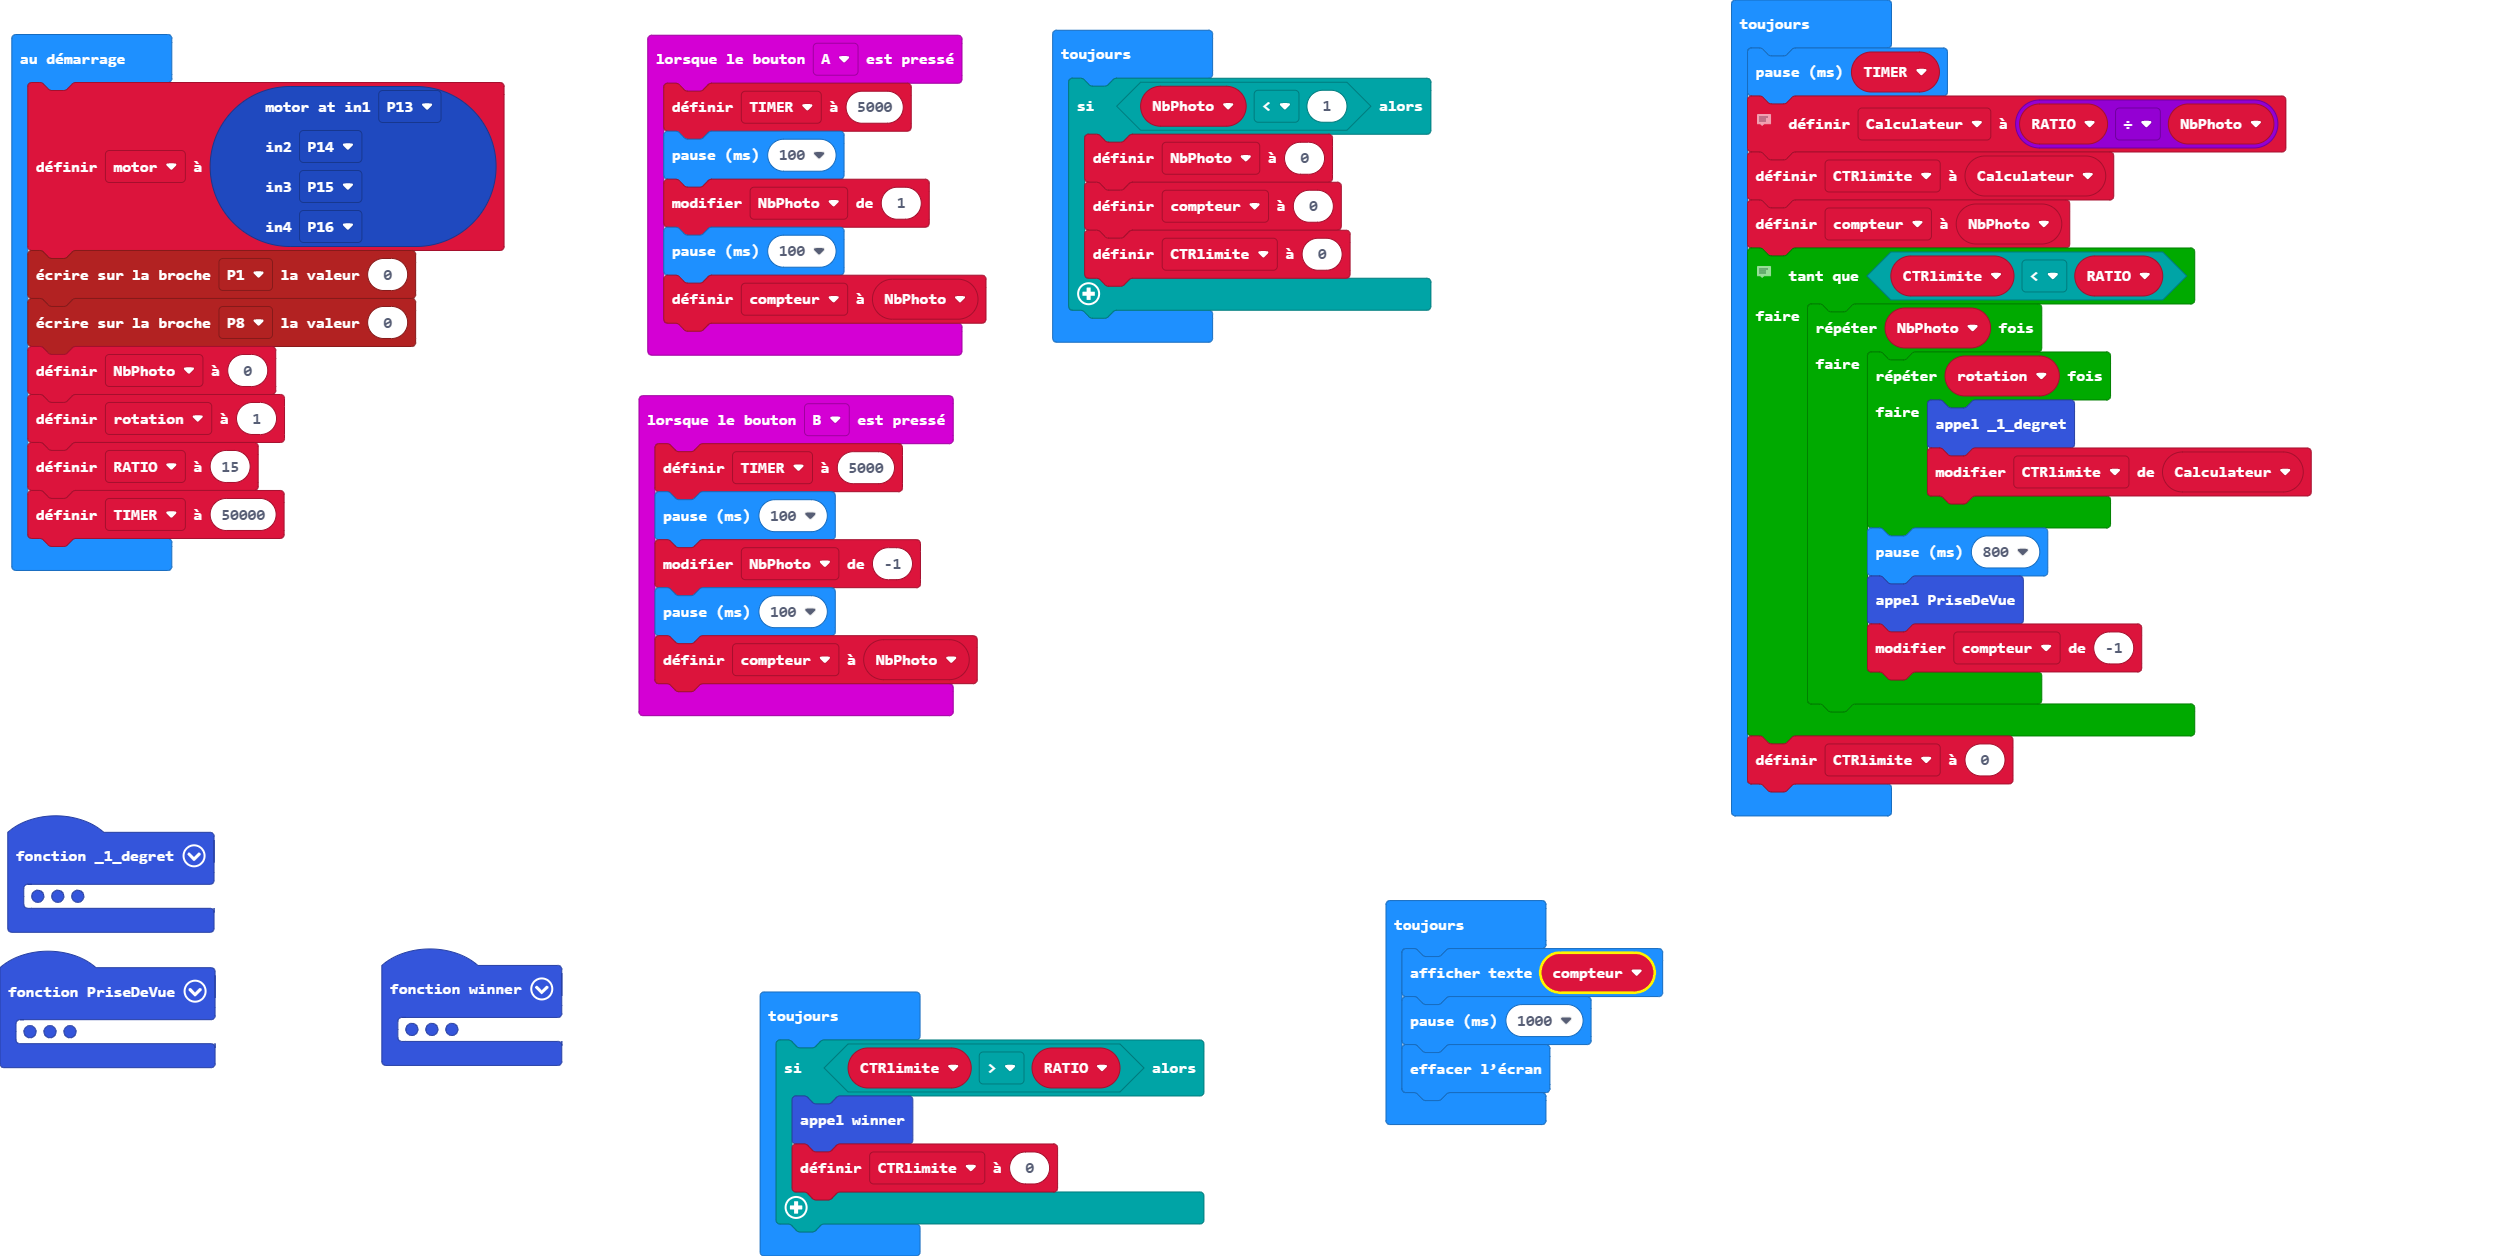 au démarrage
définir motor à motor at in1 P13
in2 P14
in3 P15
in4 P16
écrire sur la broche P1 la valeur 0
écrire sur la broche P8 la valeur 0
définir NbPhoto à 0
définir rotation à 1
définir RATIO à 15
définir TIMER à 50000
lorsque le bouton A est pressé
définir TIMER à 5000
pause (ms) 100
modifier NbPhoto de 1
pause (ms) 100
définir compteur à NbPhoto
lorsque le bouton B est pressé
définir TIMER à 5000
pause (ms) 100
modifier NbPhoto de -1
pause (ms) 100
définir compteur à NbPhoto
toujours
si NbPhoto < 1 alors
définir NbPhoto à 0
définir compteur à 0
définir CTRlimite à 0
toujours
pause (ms) TIMER
définir Calculateur à RATIO ÷ NbPhoto
définir CTRlimite à Calculateur
définir compteur à NbPhoto
tant que CTRlimite < RATIO
faire répéter NbPhoto fois
faire répéter rotation fois
faire appel _1_degret
modifier CTRlimite de Calculateur
pause (ms) 800
appel PriseDeVue
modifier compteur de -1
définir CTRlimite à 0
fonction _1_degret
fonction PriseDeVue
fonction winner
toujours
si CTRlimite > RATIO alors
appel winner
définir CTRlimite à 0
toujours
afficher texte compteur
pause (ms) 1000
effacer l’écran